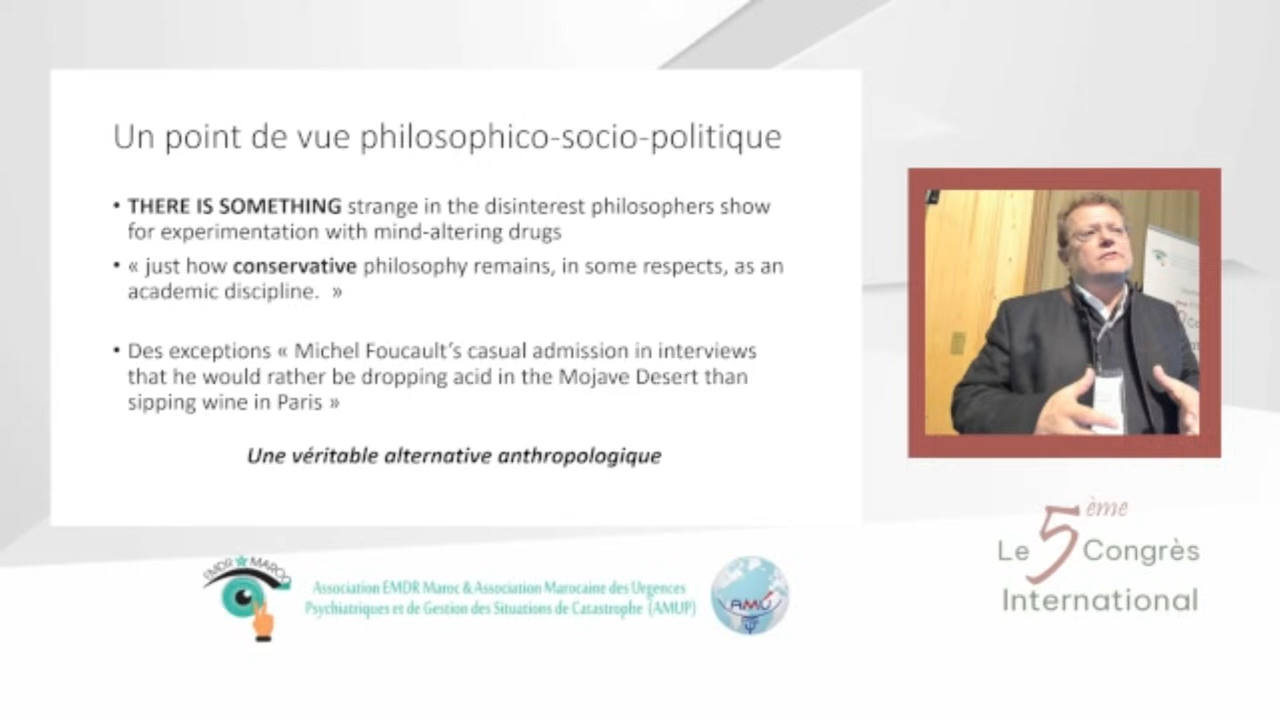 Un point de vue philosophico-socio-politique
• THERE IS SOMETHING strange in the disinterest philosophers show
for experimentation with mind-altering drugs
• « just how conservative philosophy remains, in some respects, as an
academic discipline. »
• Des exceptions « Michel Foucault’s casual admission in interviews
that he would rather be dropping acid in the Mojave Desert than
sipping wine in Paris »
Une véritable alternative anthropologique
Le 5ème Congrès
International
EMDR MAROC
Association EMDR Maroc & Association Marocaine des Urgences
Psychiatriques et de Gestion des Situations de Catastrophe (AMUP)
AMU